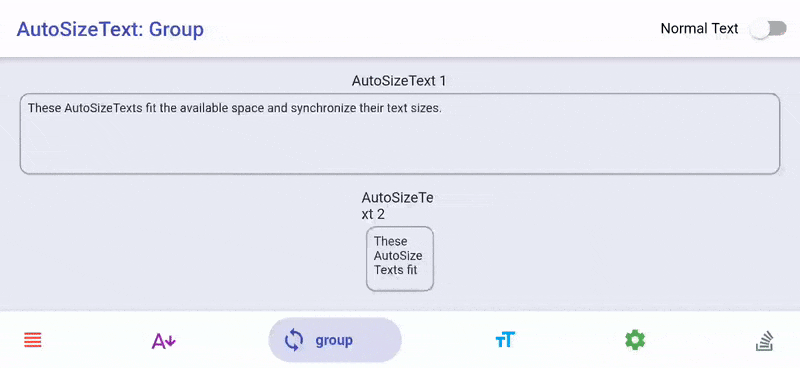 AutoSizeText: Group
Normal Text
AutoSizeText 1
These AutoSizeTexts fit the available space and synchronize their text sizes.
AutoSizeTe
xt 2
These
AutoSize
Texts fit
group